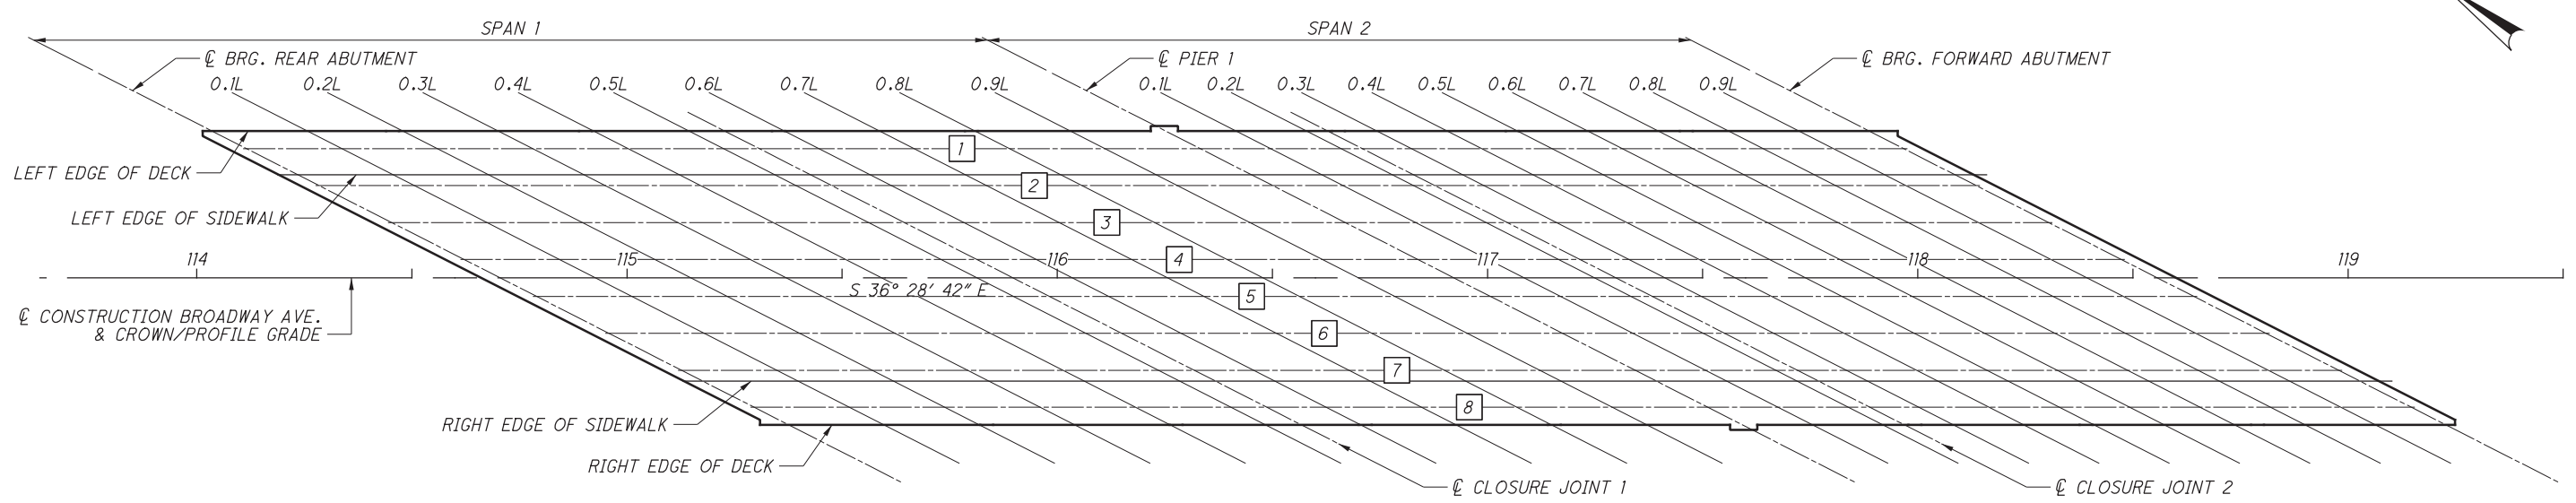 SPAN 1
SPAN 2
℄ BRG. REAR ABUTMENT
℄ PIER 1
℄ BRG. FORWARD ABUTMENT
0.1L 0.2L 0.3L 0.4L 0.5L 0.6L 0.7L 0.8L 0.9L 0.1L 0.2L 0.3L 0.4L 0.5L 0.6L 0.7L 0.8L 0.9L
1
LEFT EDGE OF DECK
2
LEFT EDGE OF SIDEWALK
3
114 115 116 4 117 118 119
S 36° 28' 42" E
5
℄ CONSTRUCTION BROADWAY AVE.
& CROWN/PROFILE GRADE
6
7
8
RIGHT EDGE OF SIDEWALK
RIGHT EDGE OF DECK
℄ CLOSURE JOINT 1
℄ CLOSURE JOINT 2